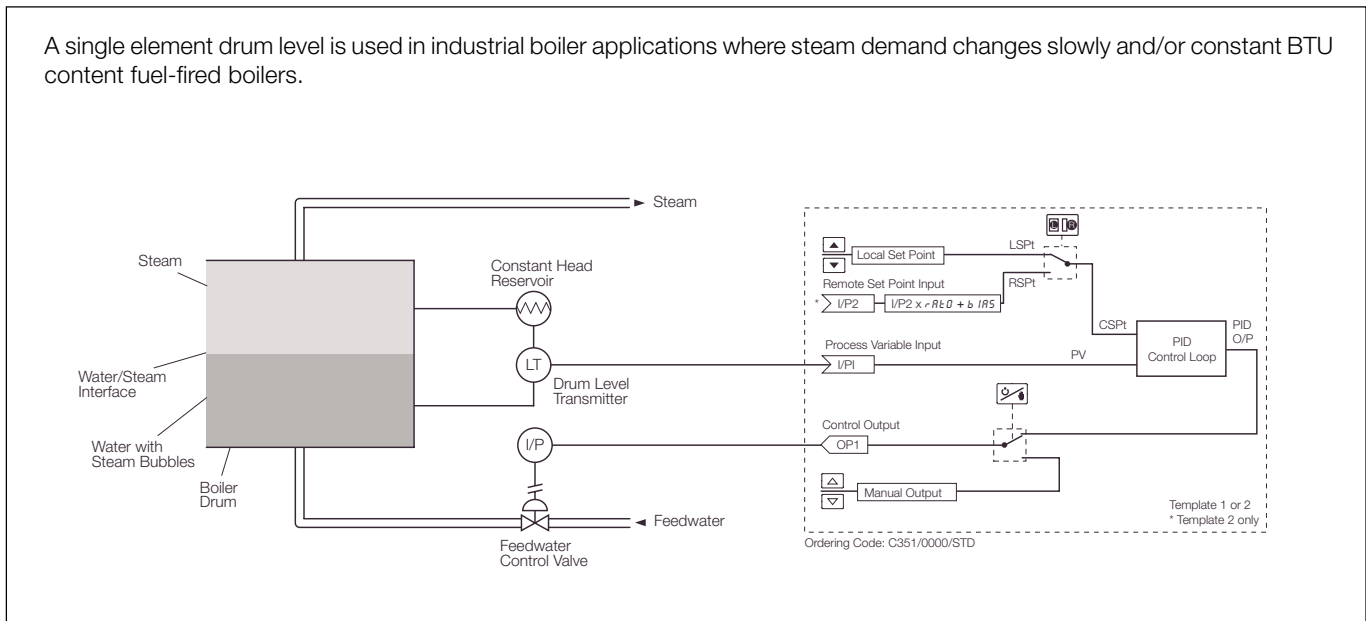 A single element drum level is used in industrial boiler applications where steam demand changes slowly and/or constant BTU
content fuel-fired boilers.
Steam
Steam
Water/Steam
Interface
Water with
Steam Bubbles
Boiler
Drum
Constant Head
Reservoir
LT
Drum Level
Transmitter
I/P
Feedwater
Feedwater
Control Valve
L R
Local Set Point
LSPt
Remote Set Point Input
RSPt
* I/P2
I/P2 x rAtO + bIAS
CSPt
PID
O/P
PID
Control Loop
Process Variable Input
I/PI
PV
Control Output
OP1
Manual Output
Template 1 or 2
* Template 2 only
Ordering Code: C351/0000/STD